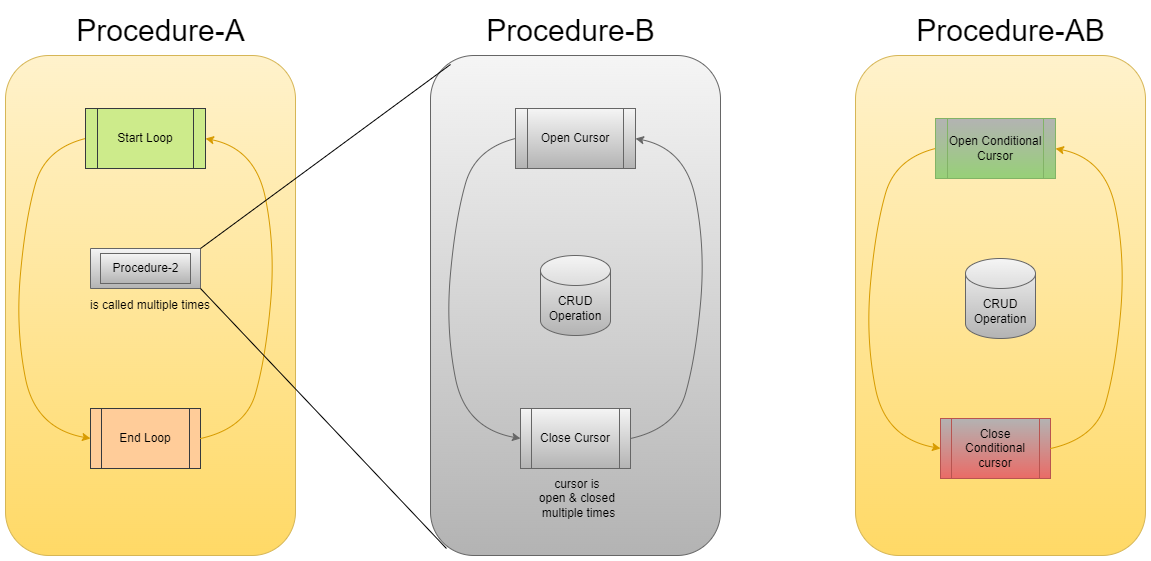 Procedure-A
Start Loop
Procedure-2
is called multiple times
End Loop
Procedure-B
Open Cursor
CRUD
Operation
Close Cursor
cursor is
open & closed
multiple times
Procedure-AB
Open Conditional
Cursor
CRUD
Operation
Close
Conditional
cursor